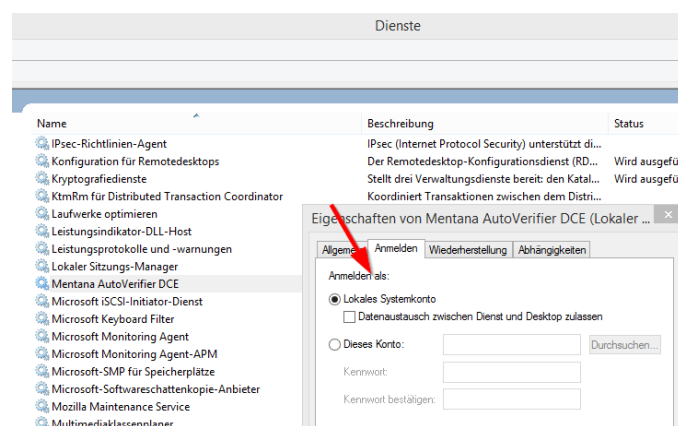 Dienste
Name Beschreibung Status
IPsec-Richtlinien-Agent IPsec (Internet Protocol Security) unterstützt di...
Konfiguration für Remotedesktops Der Remotedesktop-Konfigurationsdienst (RD... Wird ausgefü
Kryptografiedienste Stellt drei Verwaltungsdienste bereit: den Katal... Wird ausgefü
KtmRm für Distributed Transaction Coordinator Koordiniert Transaktionen zwischen dem Distri...
Laufwerke optimieren
Leistungsindikator-DLL-Host
Leistungsprotokolle und -warnungen
Lokaler Sitzungs-Manager
Mentana AutoVerifier DCE
Microsoft iSCSI-Initiator-Dienst
Microsoft Keyboard Filter
Microsoft Monitoring Agent
Microsoft Monitoring Agent-APM
Microsoft-SMP für Speicherplätze
Microsoft-Softwareschattenkopie-Anbieter
Mozilla Maintenance Service
Multimediaklassenplaner
Eigenschaften von Mentana AutoVerifier DCE (Lokaler ...
Allgemein Anmelden Wiederherstellung Abhängigkeiten
Anmelden als:
Lokales Systemkonto
Datenaustausch zwischen Dienst und Desktop zulassen
Dieses Konto: Durchsuchen...
Kennwort:
Kennwort bestätigen: